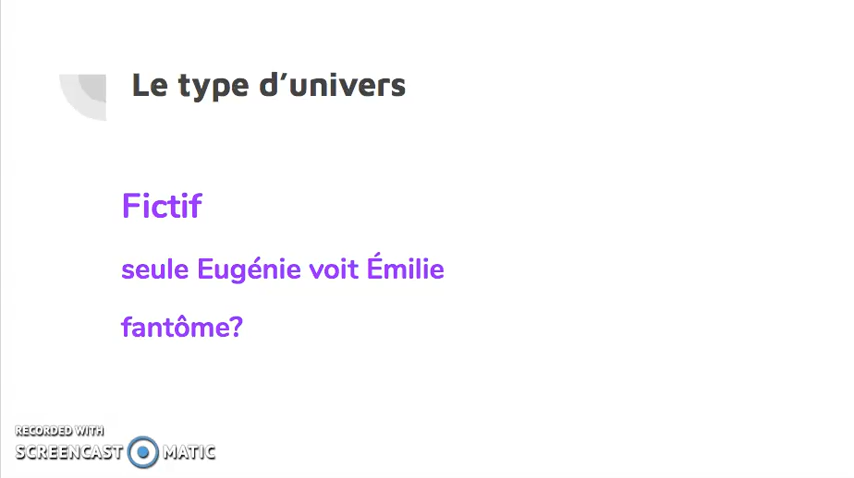 Le type d'univers
Fictif
seule Eugénie voit Émilie
fantôme?
RECORDED WITH
SCREENCAST MATIC